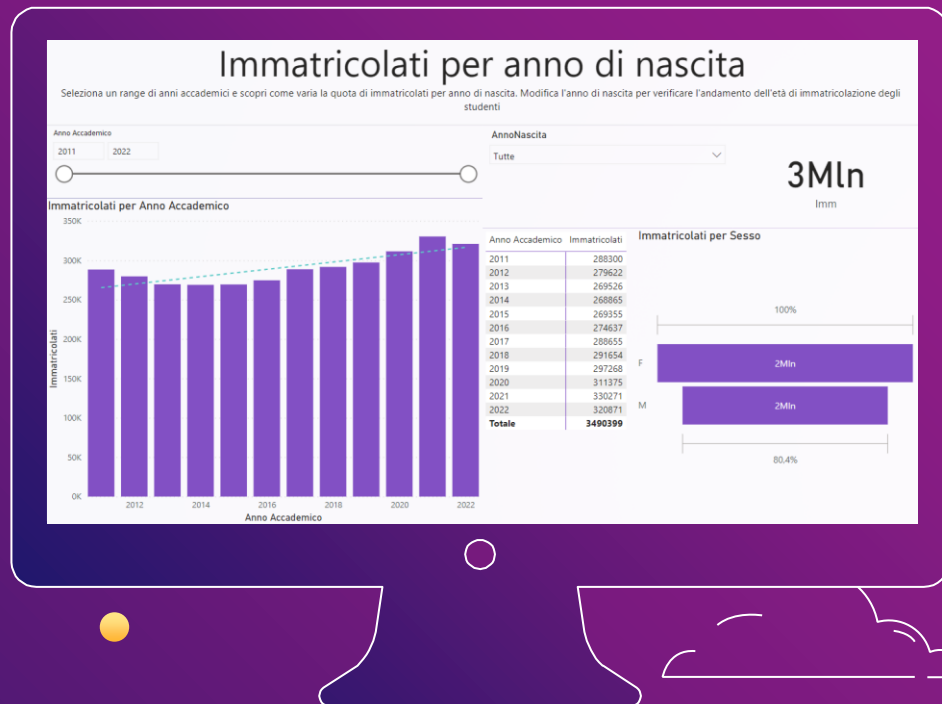 Immatricolati per anno di nascita
Seleziona un range di anni accademici e scopri come varia la quota di immatricolati per anno di nascita. Modifica l'anno di nascita per verificare l'andamento dell'età di immatricolazione degli
studenti
Anno Accademico
2011 2022
AnnoNascita
Tutte
3Mln
Imm
Immatricolati per Anno Accademico
350K
300K
250K
200K
150K
100K
50K
0K
Immatricolati
2012 2014 2016 2018 2020 2022
Anno Accademico
Anno Accademico Immatricolati
2011 288300
2012 279622
2013 269526
2014 268865
2015 269355
2016 274637
2017 288655
2018 291654
2019 297268
2020 311375
2021 330271
2022 320871
Totale 3490399
Immatricolati per Sesso
100%
F 2Mln
M 2Mln
80,4%